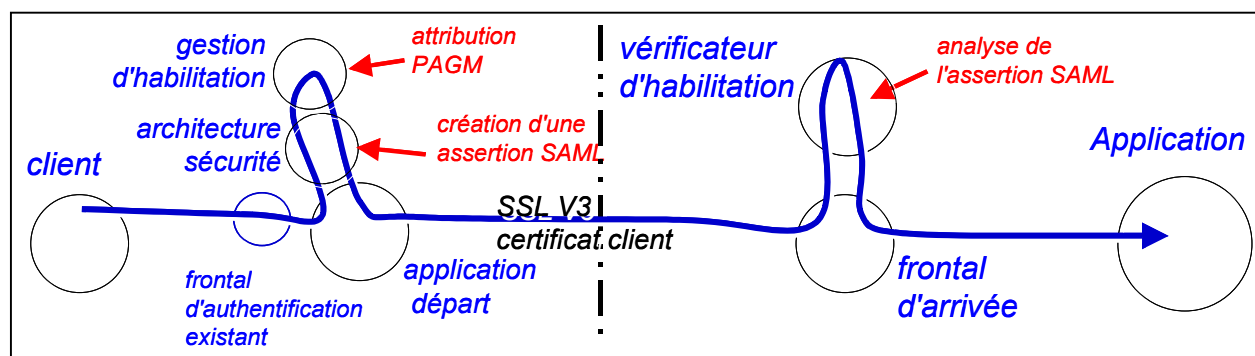 gestion
d'habilitation
attribution
PAGM
architecture
sécurité
création d'une
assertion SAML
client
frontal
d'authentification
existant
application
départ
SSL V3
certificat client
vérificateur
d'habilitation
analyse de
l'assertion SAML
frontal
d'arrivée
Application